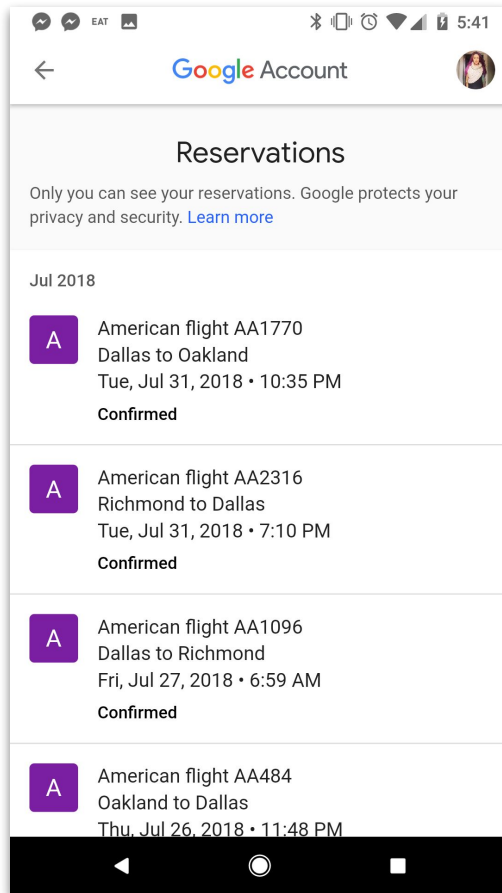 EAT 5:41
Google Account
Reservations
Only you can see your reservations. Google protects your
privacy and security. Learn more
Jul 2018
A
American flight AA1770
Dallas to Oakland
Tue, Jul 31, 2018 • 10:35 PM
Confirmed
A
American flight AA2316
Richmond to Dallas
Tue, Jul 31, 2018 • 7:10 PM
Confirmed
A
American flight AA1096
Dallas to Richmond
Fri, Jul 27, 2018 • 6:59 AM
Confirmed
A
American flight AA484
Oakland to Dallas
Thu, Jul 26, 2018 • 11:48 PM